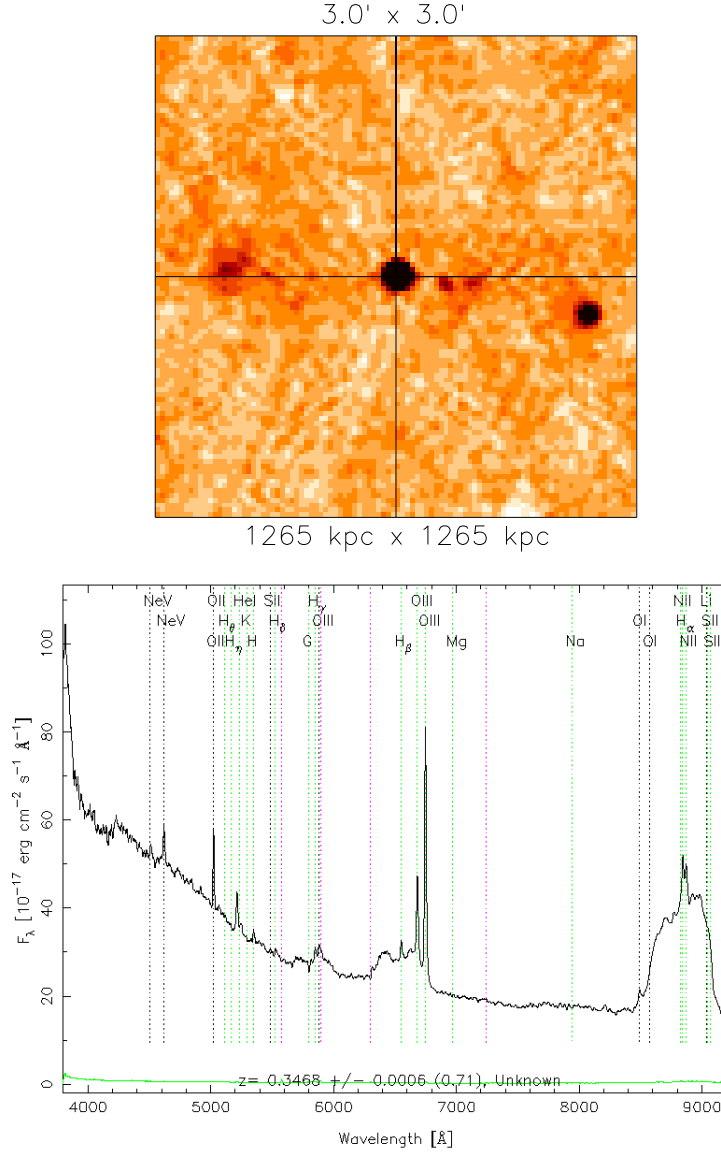 3.0' x 3.0'
1265 kpc x 1265 kpc
NeV OII HeI SII Hγ OIII NII Li
NeV Hθ K Hδ OIII Hβ OIII OI Hα SII
OII Hη H G Mg Na OI NII SII
100
80
60
40
20
0
F_λ [10⁻¹⁷ erg cm⁻² s⁻¹ Å⁻¹]
z= 0.3468 +/− 0.0006 (0.71), Unknown
4000 5000 6000 7000 8000 9000
Wavelength [Å]